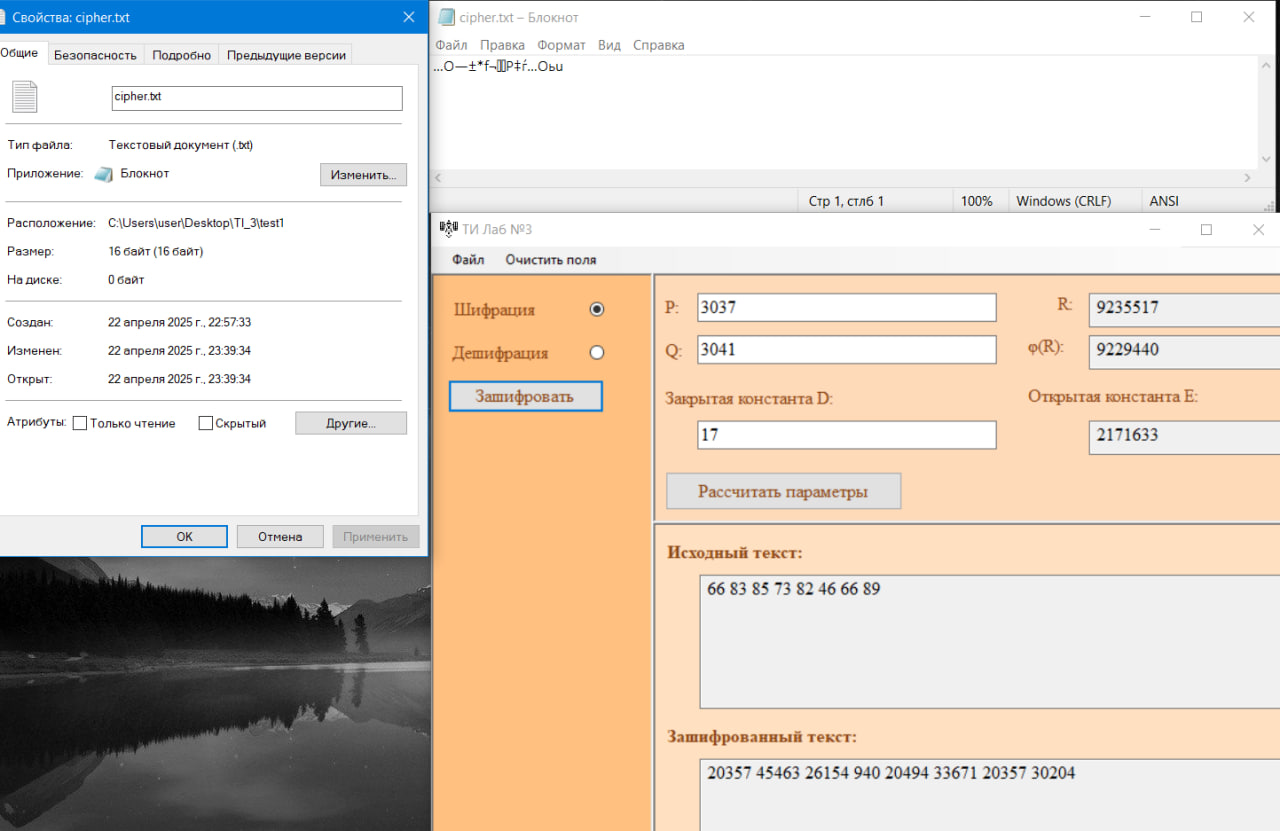 Свойства: cipher.txt
Общие Безопасность Подробно Предыдущие версии
cipher.txt
Тип файла: Текстовый документ (.txt)
Приложение: Блокнот Изменить...
Расположение: C:\Users\user\Desktop\TI_3\test1
Размер: 16 байт (16 байт)
На диске: 0 байт
Создан: 22 апреля 2025 г., 22:57:33
Изменен: 22 апреля 2025 г., 23:39:34
Открыт: 22 апреля 2025 г., 23:39:34
Атрибуты: Только чтение Скрытый Другие...
OK Отмена Применить
cipher.txt – Блокнот
Файл Правка Формат Вид Справка
Стр 1, стлб 1 100% Windows (CRLF) ANSI
ТИ Лаб №3
Файл Очистить поля
Шифрация
Дешифрация
Зашифровать
P: 3037 R: 9235517
Q: 3041 φ(R): 9229440
Закрытая константа D: Открытая константа E:
17 2171633
Рассчитать параметры
Исходный текст:
66 83 85 73 82 46 66 89
Зашифрованный текст:
20357 45463 26154 940 20494 33671 20357 30204